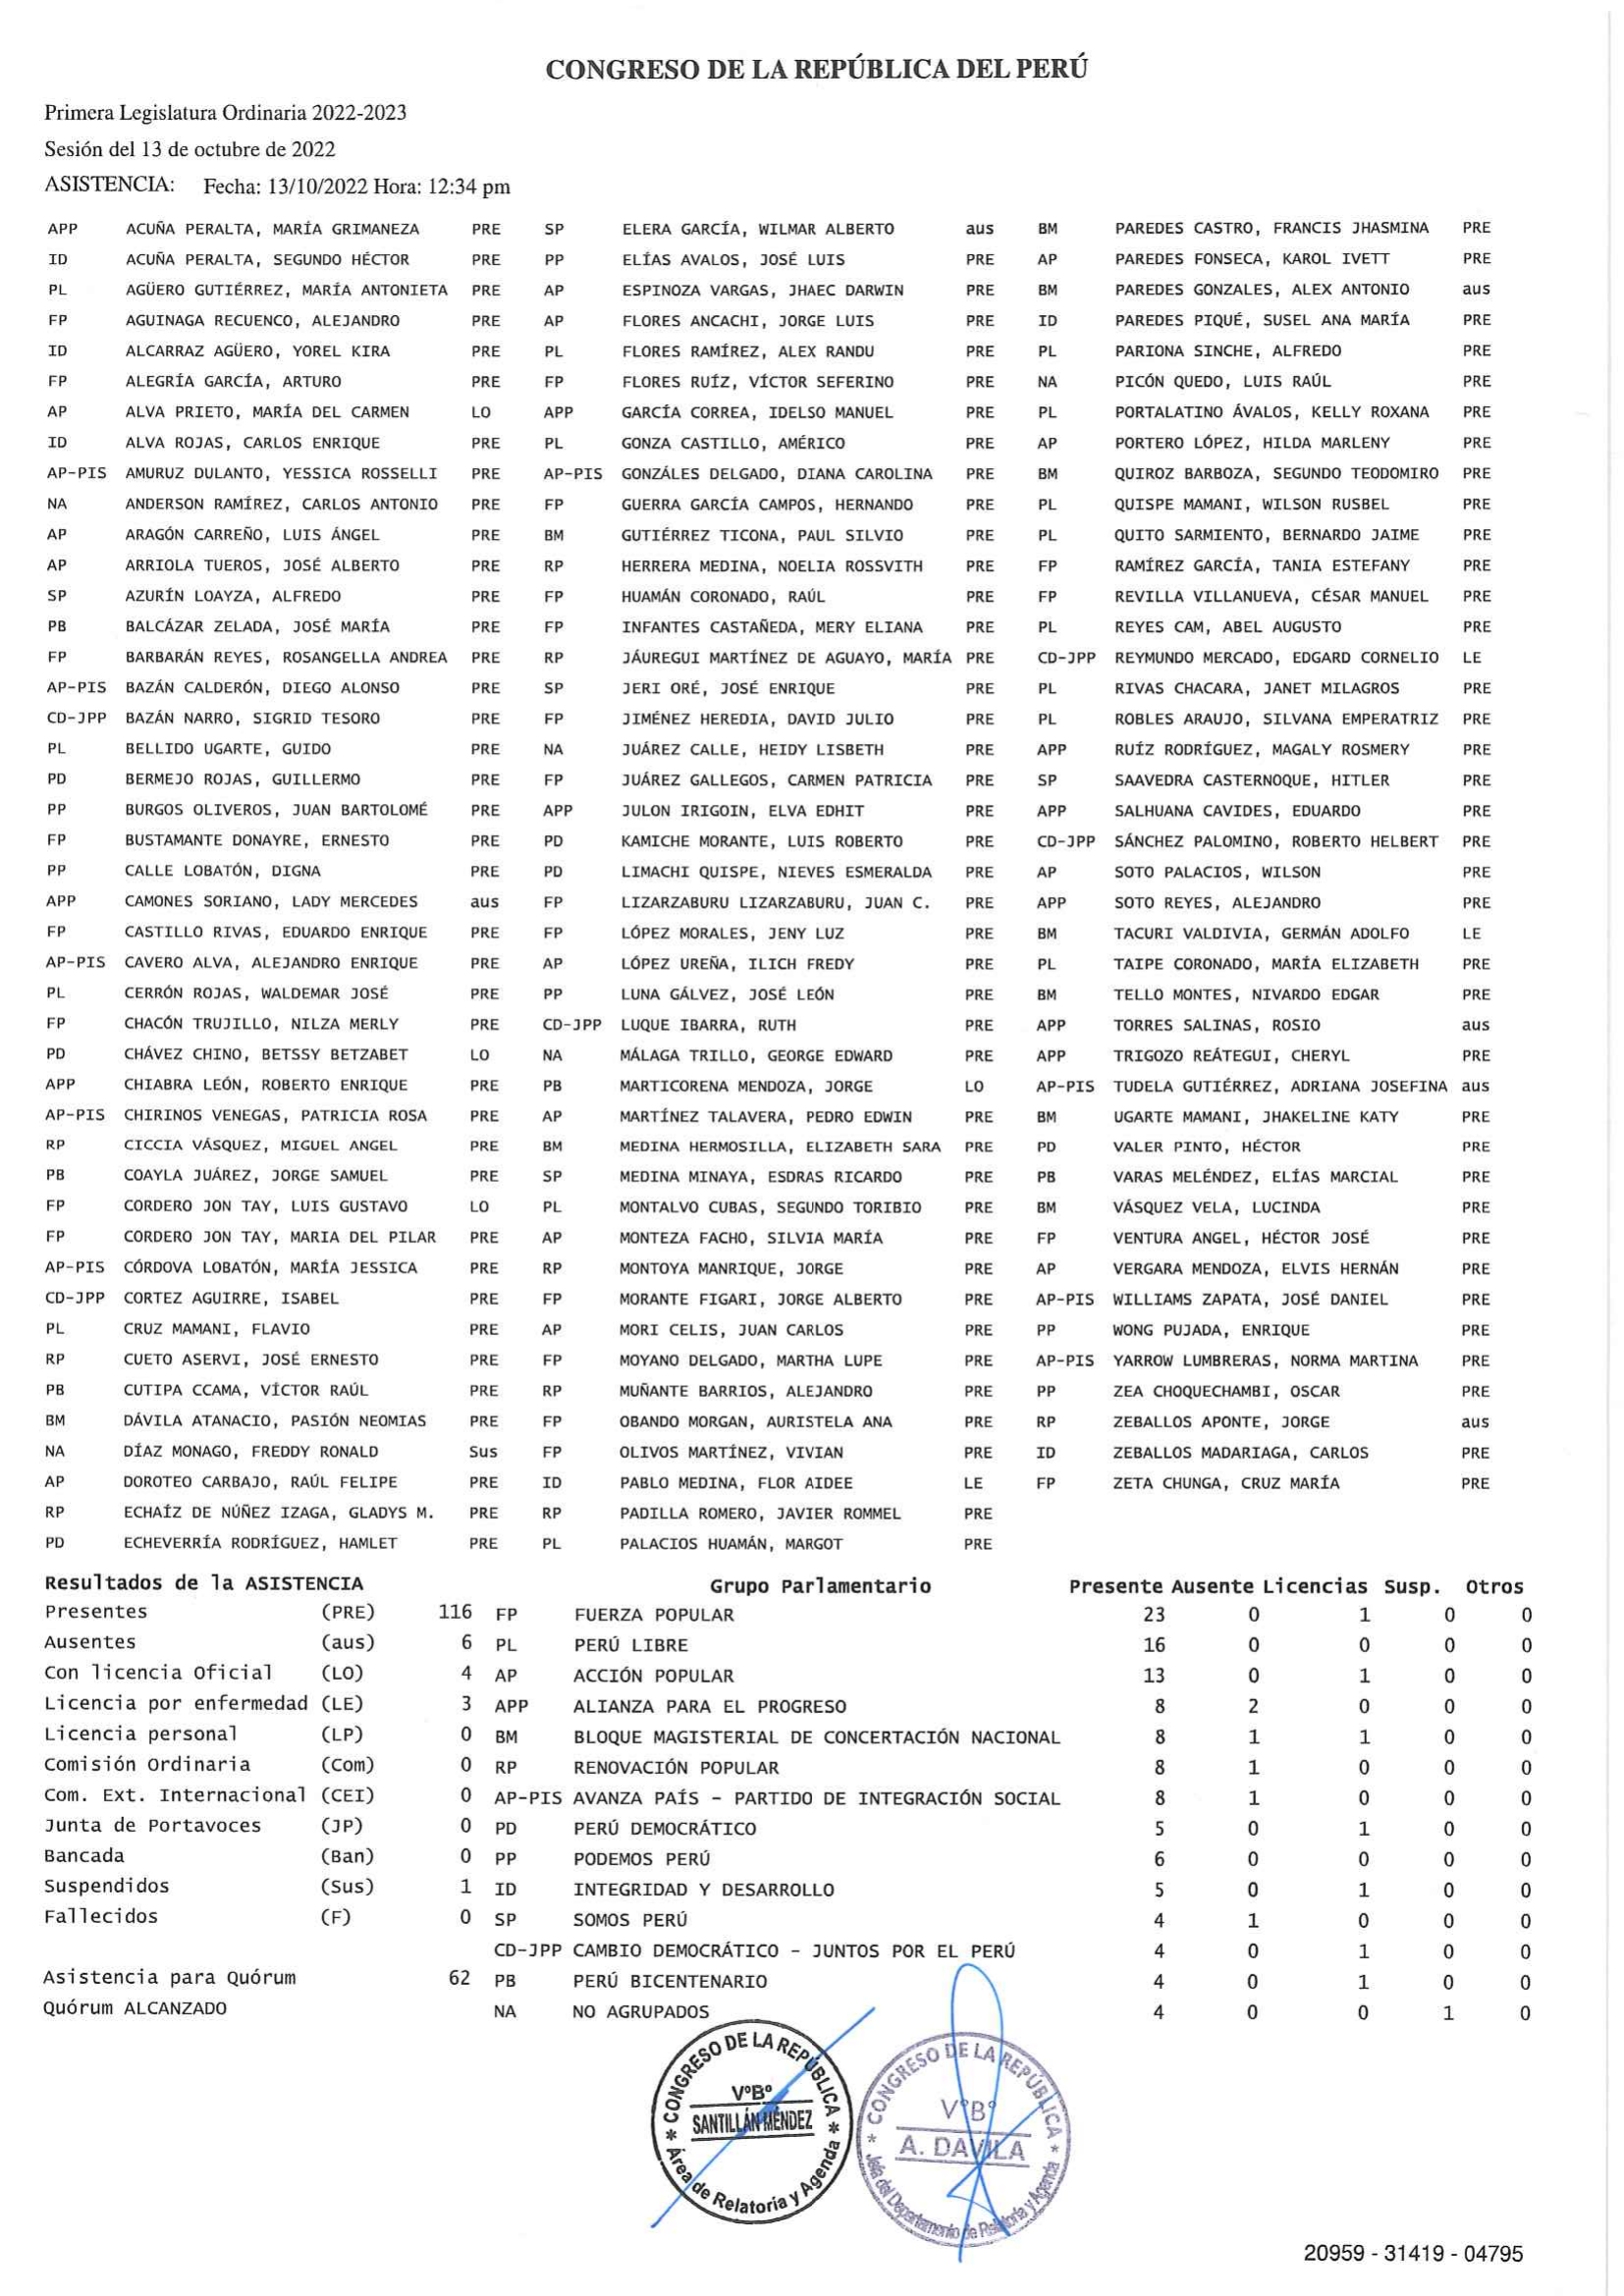 CONGRESO DE LA REPÚBLICA DEL PERÚ
Primera Legislatura Ordinaria 2022-2023
Sesión del 13 de octubre de 2022
ASISTENCIA: Fecha: 13/10/2022 Hora: 12:34 pm
APP ACUÑA PERALTA, MARÍA GRIMANEZA PRE SP ELERA GARCÍA, WILMAR ALBERTO aus BM PAREDES CASTRO, FRANCIS JHASMINA PRE
ID ACUÑA PERALTA, SEGUNDO HÉCTOR PRE PP ELÍAS AVALOS, JOSÉ LUIS PRE AP PAREDES FONSECA, KAROL IVETT PRE
PL AGÜERO GUTIÉRREZ, MARÍA ANTONIETA PRE AP ESPINOZA VARGAS, JHAEC DARWIN PRE BM PAREDES GONZALES, ALEX ANTONIO aus
FP AGUINAGA RECUENCO, ALEJANDRO PRE AP FLORES ANCACHI, JORGE LUIS PRE ID PAREDES PIQUÉ, SUSEL ANA MARÍA PRE
ID ALCARRAZ AGÜERO, YOREL KIRA PRE PL FLORES RAMÍREZ, ALEX RANDU PRE PL PARIONA SINCHE, ALFREDO PRE
FP ALEGRÍA GARCÍA, ARTURO PRE FP FLORES RUÍZ, VÍCTOR SEFERINO PRE NA PICÓN QUEDO, LUIS RAÚL PRE
AP ALVA PRIETO, MARÍA DEL CARMEN LO APP GARCÍA CORREA, IDELSO MANUEL PRE PL PORTALATINO ÁVALOS, KELLY ROXANA PRE
ID ALVA ROJAS, CARLOS ENRIQUE PRE PL GONZA CASTILLO, AMÉRICO PRE AP PORTERO LÓPEZ, HILDA MARLENY PRE
AP-PIS AMURUZ DULANTO, YESSICA ROSSELLI PRE AP-PIS GONZÁLES DELGADO, DIANA CAROLINA PRE BM QUIROZ BARBOZA, SEGUNDO TEODOMIRO PRE
NA ANDERSON RAMÍREZ, CARLOS ANTONIO PRE FP GUERRA GARCÍA CAMPOS, HERNANDO PRE PL QUISPE MAMANI, WILSON RUSBEL PRE
AP ARAGÓN CARREÑO, LUIS ÁNGEL PRE BM GUTIÉRREZ TICONA, PAUL SILVIO PRE PL QUITO SARMIENTO, BERNARDO JAIME PRE
AP ARRIOLA TUEROS, JOSÉ ALBERTO PRE RP HERRERA MEDINA, NOELIA ROSSVITH PRE FP RAMÍREZ GARCÍA, TANIA ESTEFANY PRE
SP AZURÍN LOAYZA, ALFREDO PRE FP HUAMÁN CORONADO, RAÚL PRE FP REVILLA VILLANUEVA, CÉSAR MANUEL PRE
PB BALCÁZAR ZELADA, JOSÉ MARÍA PRE FP INFANTES CASTAÑEDA, MERY ELIANA PRE PL REYES CAM, ABEL AUGUSTO PRE
FP BARBARÁN REYES, ROSANGELLA ANDREA PRE RP JÁUREGUI MARTÍNEZ DE AGUAYO, MARÍA PRE CD-JPP REYMUNDO MERCADO, EDGARD CORNELIO LE
AP-PIS BAZÁN CALDERÓN, DIEGO ALONSO PRE SP JERI ORÉ, JOSÉ ENRIQUE PRE PL RIVAS CHACARA, JANET MILAGROS PRE
CD-JPP BAZÁN NARRO, SIGRID TESORO PRE FP JIMÉNEZ HEREDIA, DAVID JULIO PRE PL ROBLES ARAUJO, SILVANA EMPERATRIZ PRE
PL BELLIDO UGARTE, GUIDO PRE NA JUÁREZ CALLE, HEIDY LISBETH PRE APP RUÍZ RODRÍGUEZ, MAGALY ROSMERY PRE
PD BERMEJO ROJAS, GUILLERMO PRE FP JUÁREZ GALLEGOS, CARMEN PATRICIA PRE SP SAAVEDRA CASTERNOQUE, HITLER PRE
PP BURGOS OLIVEROS, JUAN BARTOLOMÉ PRE APP JULON IRIGOIN, ELVA EDHIT PRE APP SALHUANA CAVIDES, EDUARDO PRE
FP BUSTAMANTE DONAYRE, ERNESTO PRE PD KAMICHE MORANTE, LUIS ROBERTO PRE CD-JPP SÁNCHEZ PALOMINO, ROBERTO HELBERT PRE
PP CALLE LOBATÓN, DIGNA PRE PD LIMACHI QUISPE, NIEVES ESMERALDA PRE AP SOTO PALACIOS, WILSON PRE
APP CAMONES SORIANO, LADY MERCEDES aus FP LIZARZABURU LIZARZABURU, JUAN C. PRE APP SOTO REYES, ALEJANDRO PRE
FP CASTILLO RIVAS, EDUARDO ENRIQUE PRE FP LÓPEZ MORALES, JENY LUZ PRE BM TACURI VALDIVIA, GERMÁN ADOLFO LE
AP-PIS CAVERO ALVA, ALEJANDRO ENRIQUE PRE AP LÓPEZ UREÑA, ILICH FREDY PRE PL TAIPE CORONADO, MARÍA ELIZABETH PRE
PL CERRÓN ROJAS, WALDEMAR JOSÉ PRE PP LUNA GÁLVEZ, JOSÉ LEÓN PRE BM TELLO MONTES, NIVARDO EDGAR PRE
FP CHACÓN TRUJILLO, NILZA MERLY PRE CD-JPP LUQUE IBARRA, RUTH PRE APP TORRES SALINAS, ROSIO aus
PD CHÁVEZ CHINO, BETSSY BETZABET LO NA MÁLAGA TRILLO, GEORGE EDWARD PRE APP TRIGOZO REÁTEGUI, CHERYL PRE
APP CHIABRA LEÓN, ROBERTO ENRIQUE PRE PB MARTICORENA MENDOZA, JORGE LO AP-PIS TUDELA GUTIÉRREZ, ADRIANA JOSEFINA aus
AP-PIS CHIRINOS VENEGAS, PATRICIA ROSA PRE AP MARTÍNEZ TALAVERA, PEDRO EDWIN PRE BM UGARTE MAMANI, JHAKELINE KATY PRE
RP CICCIA VÁSQUEZ, MIGUEL ANGEL PRE BM MEDINA HERMOSILLA, ELIZABETH SARA PRE PD VALER PINTO, HÉCTOR PRE
PB COAYLA JUÁREZ, JORGE SAMUEL PRE SP MEDINA MINAYA, ESDRAS RICARDO PRE PB VARAS MELÉNDEZ, ELÍAS MARCIAL PRE
FP CORDERO JON TAY, LUIS GUSTAVO LO PL MONTALVO CUBAS, SEGUNDO TORIBIO PRE BM VÁSQUEZ VELA, LUCINDA PRE
FP CORDERO JON TAY, MARIA DEL PILAR PRE AP MONTEZA FACHO, SILVIA MARÍA PRE FP VENTURA ANGEL, HÉCTOR JOSÉ PRE
AP-PIS CÓRDOVA LOBATÓN, MARÍA JESSICA PRE RP MONTOYA MANRIQUE, JORGE PRE AP VERGARA MENDOZA, ELVIS HERNÁN PRE
CD-JPP CORTEZ AGUIRRE, ISABEL PRE FP MORANTE FIGARI, JORGE ALBERTO PRE AP-PIS WILLIAMS ZAPATA, JOSÉ DANIEL PRE
PL CRUZ MAMANI, FLAVIO PRE AP MORI CELIS, JUAN CARLOS PRE PP WONG PUJADA, ENRIQUE PRE
RP CUETO ASERVI, JOSÉ ERNESTO PRE FP MOYANO DELGADO, MARTHA LUPE PRE AP-PIS YARROW LUMBRERAS, NORMA MARTINA PRE
PB CUTIPA CCAMA, VÍCTOR RAÚL PRE RP MUÑANTE BARRIOS, ALEJANDRO PRE PP ZEA CHOQUECHAMBI, OSCAR PRE
BM DÁVILA ATANACIO, PASIÓN NEOMIAS PRE FP OBANDO MORGAN, AURISTELA ANA PRE RP ZEBALLOS APONTE, JORGE aus
NA DÍAZ MONAGO, FREDDY RONALD Sus FP OLIVOS MARTÍNEZ, VIVIAN PRE ID ZEBALLOS MADARIAGA, CARLOS PRE
AP DOROTEO CARBAJO, RAÚL FELIPE PRE ID PABLO MEDINA, FLOR AIDEE LE FP ZETA CHUNGA, CRUZ MARÍA PRE
RP ECHAÍZ DE NÚÑEZ IZAGA, GLADYS M. PRE RP PADILLA ROMERO, JAVIER ROMMEL PRE
PD ECHEVERRÍA RODRÍGUEZ, HAMLET PRE PL PALACIOS HUAMÁN, MARGOT PRE
Resultados de la ASISTENCIA Grupo Parlamentario Presente Ausente Licencias Susp. Otros
Presentes (PRE) 116 FP FUERZA POPULAR 23 0 1 0 0
Ausentes (aus) 6 PL PERÚ LIBRE 16 0 0 0 0
Con licencia Oficial (LO) 4 AP ACCIÓN POPULAR 13 0 1 0 0
Licencia por enfermedad (LE) 3 APP ALIANZA PARA EL PROGRESO 8 2 0 0 0
Licencia personal (LP) 0 BM BLOQUE MAGISTERIAL DE CONCERTACIÓN NACIONAL 8 1 1 0 0
Comisión Ordinaria (Com) 0 RP RENOVACIÓN POPULAR 8 1 0 0 0
Com. Ext. Internacional (CEI) 0 AP-PIS AVANZA PAÍS - PARTIDO DE INTEGRACIÓN SOCIAL 8 1 0 0 0
Junta de Portavoces (JP) 0 PD PERÚ DEMOCRÁTICO 5 0 1 0 0
Bancada (Ban) 0 PP PODEMOS PERÚ 6 0 0 0 0
Suspendidos (Sus) 1 ID INTEGRIDAD Y DESARROLLO 5 0 1 0 0
Fallecidos (F) 0 SP SOMOS PERÚ 4 1 0 0 0
CD-JPP CAMBIO DEMOCRÁTICO - JUNTOS POR EL PERÚ 4 0 1 0 0
Asistencia para Quórum 62 PB PERÚ BICENTENARIO 4 0 1 0 0
Quórum ALCANZADO NA NO AGRUPADOS 4 0 0 1 0
* CONGRESO DE LA REPÚBLICA *
VºBº
SANTILLÁN MÉNDEZ
Área de Relatoria y Agenda
* CONGRESO DE LA REPÚBLICA *
VºBº
A. DAVILA
Jefa del Departamento de Relatoria y Agenda
20959 - 31419 - 04795